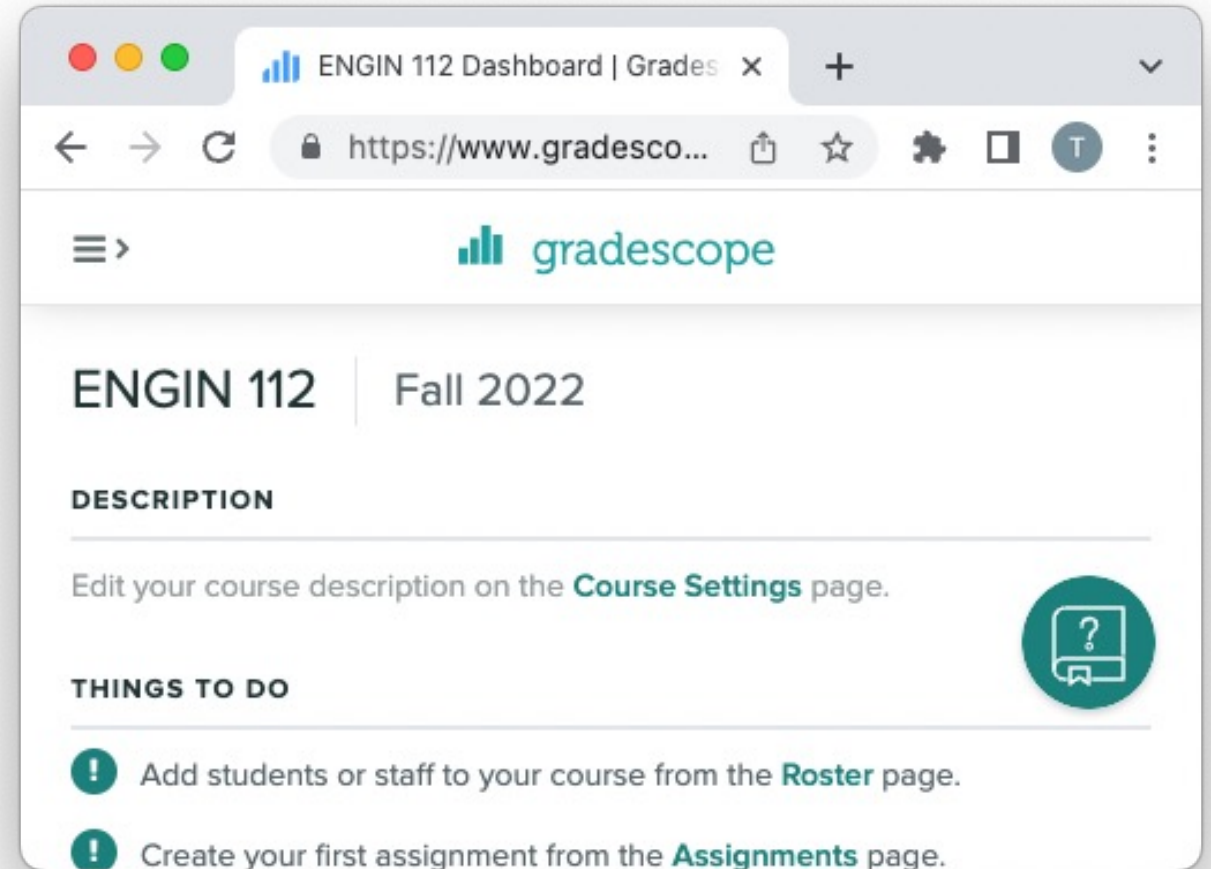 ENGIN 112 Dashboard | Grades
https://www.gradesco...
T
gradescope
ENGIN 112
Fall 2022
DESCRIPTION
Edit your course description on the Course Settings page.
?
THINGS TO DO
! Add students or staff to your course from the Roster page.
! Create your first assignment from the Assignments page.